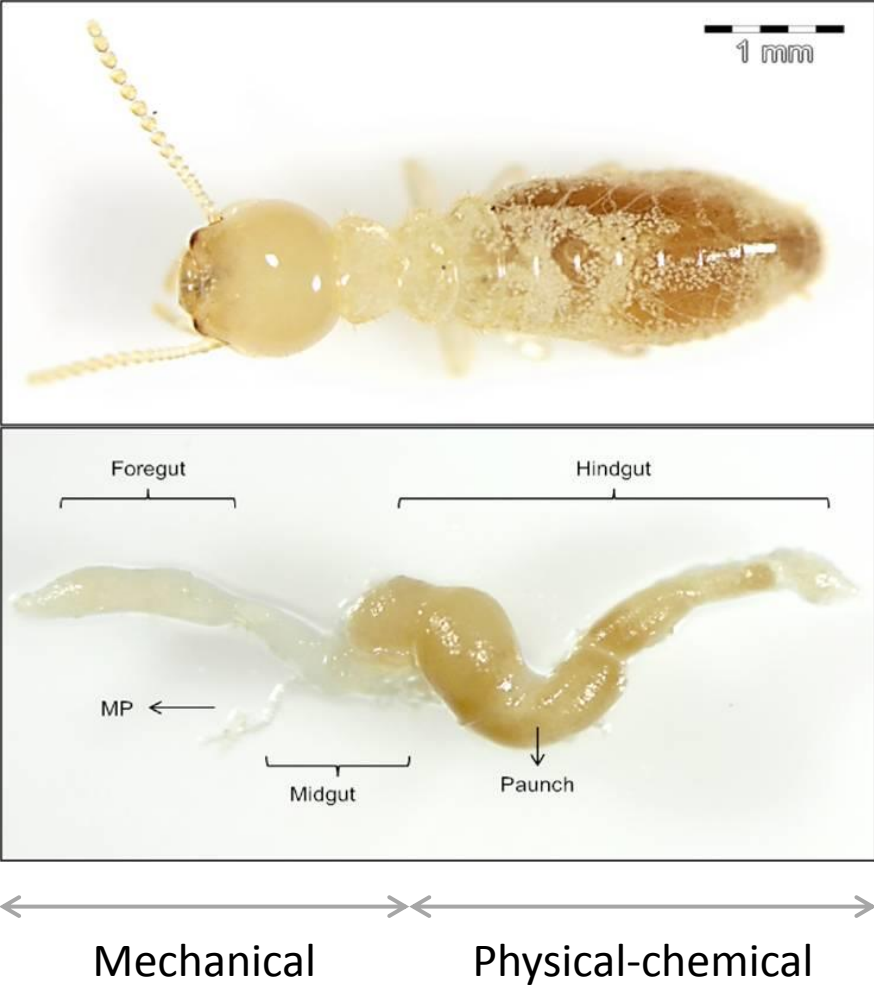 1 mm
Foregut
Hindgut
MP
Midgut
Paunch
Mechanical
Physical-chemical